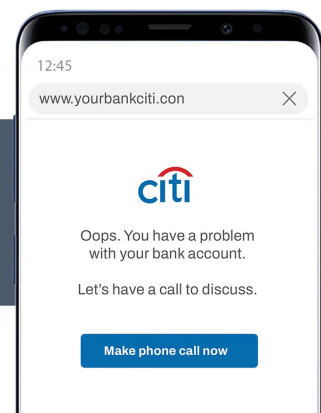 12:45
www.yourbankciti.con
citi
Oops. You have a problem
with your bank account.
Let's have a call to discuss.
Make phone call now